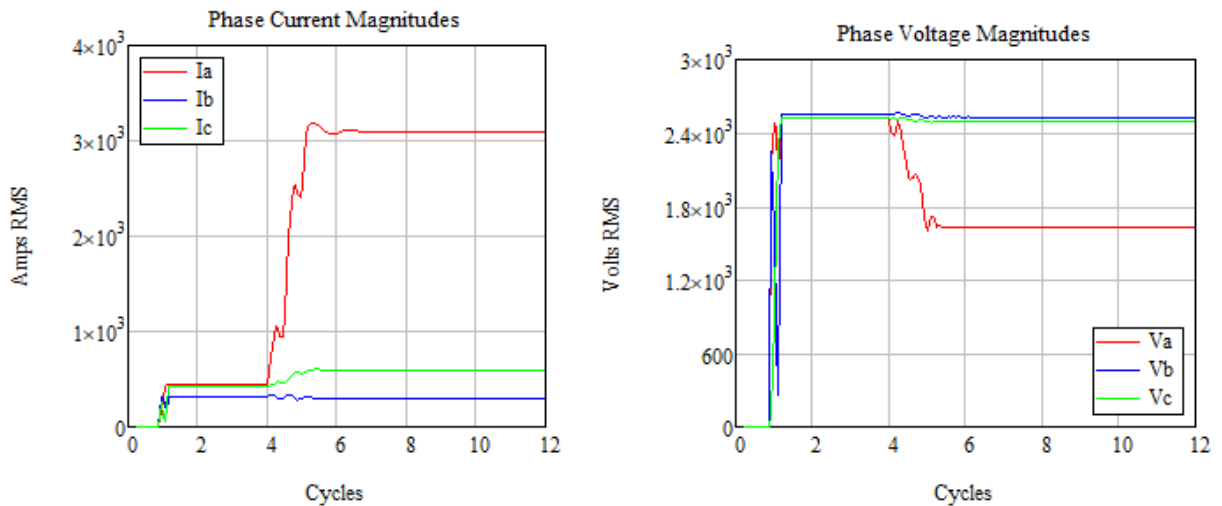 Phase Current Magnitudes
4×10³
3×10³
2×10³
1×10³
0
Amps RMS
Ia
Ib
Ic
0 2 4 6 8 10 12
Cycles
Phase Voltage Magnitudes
3×10³
2.4×10³
1.8×10³
1.2×10³
600
0
Volts RMS
Va
Vb
Vc
0 2 4 6 8 10 12
Cycles